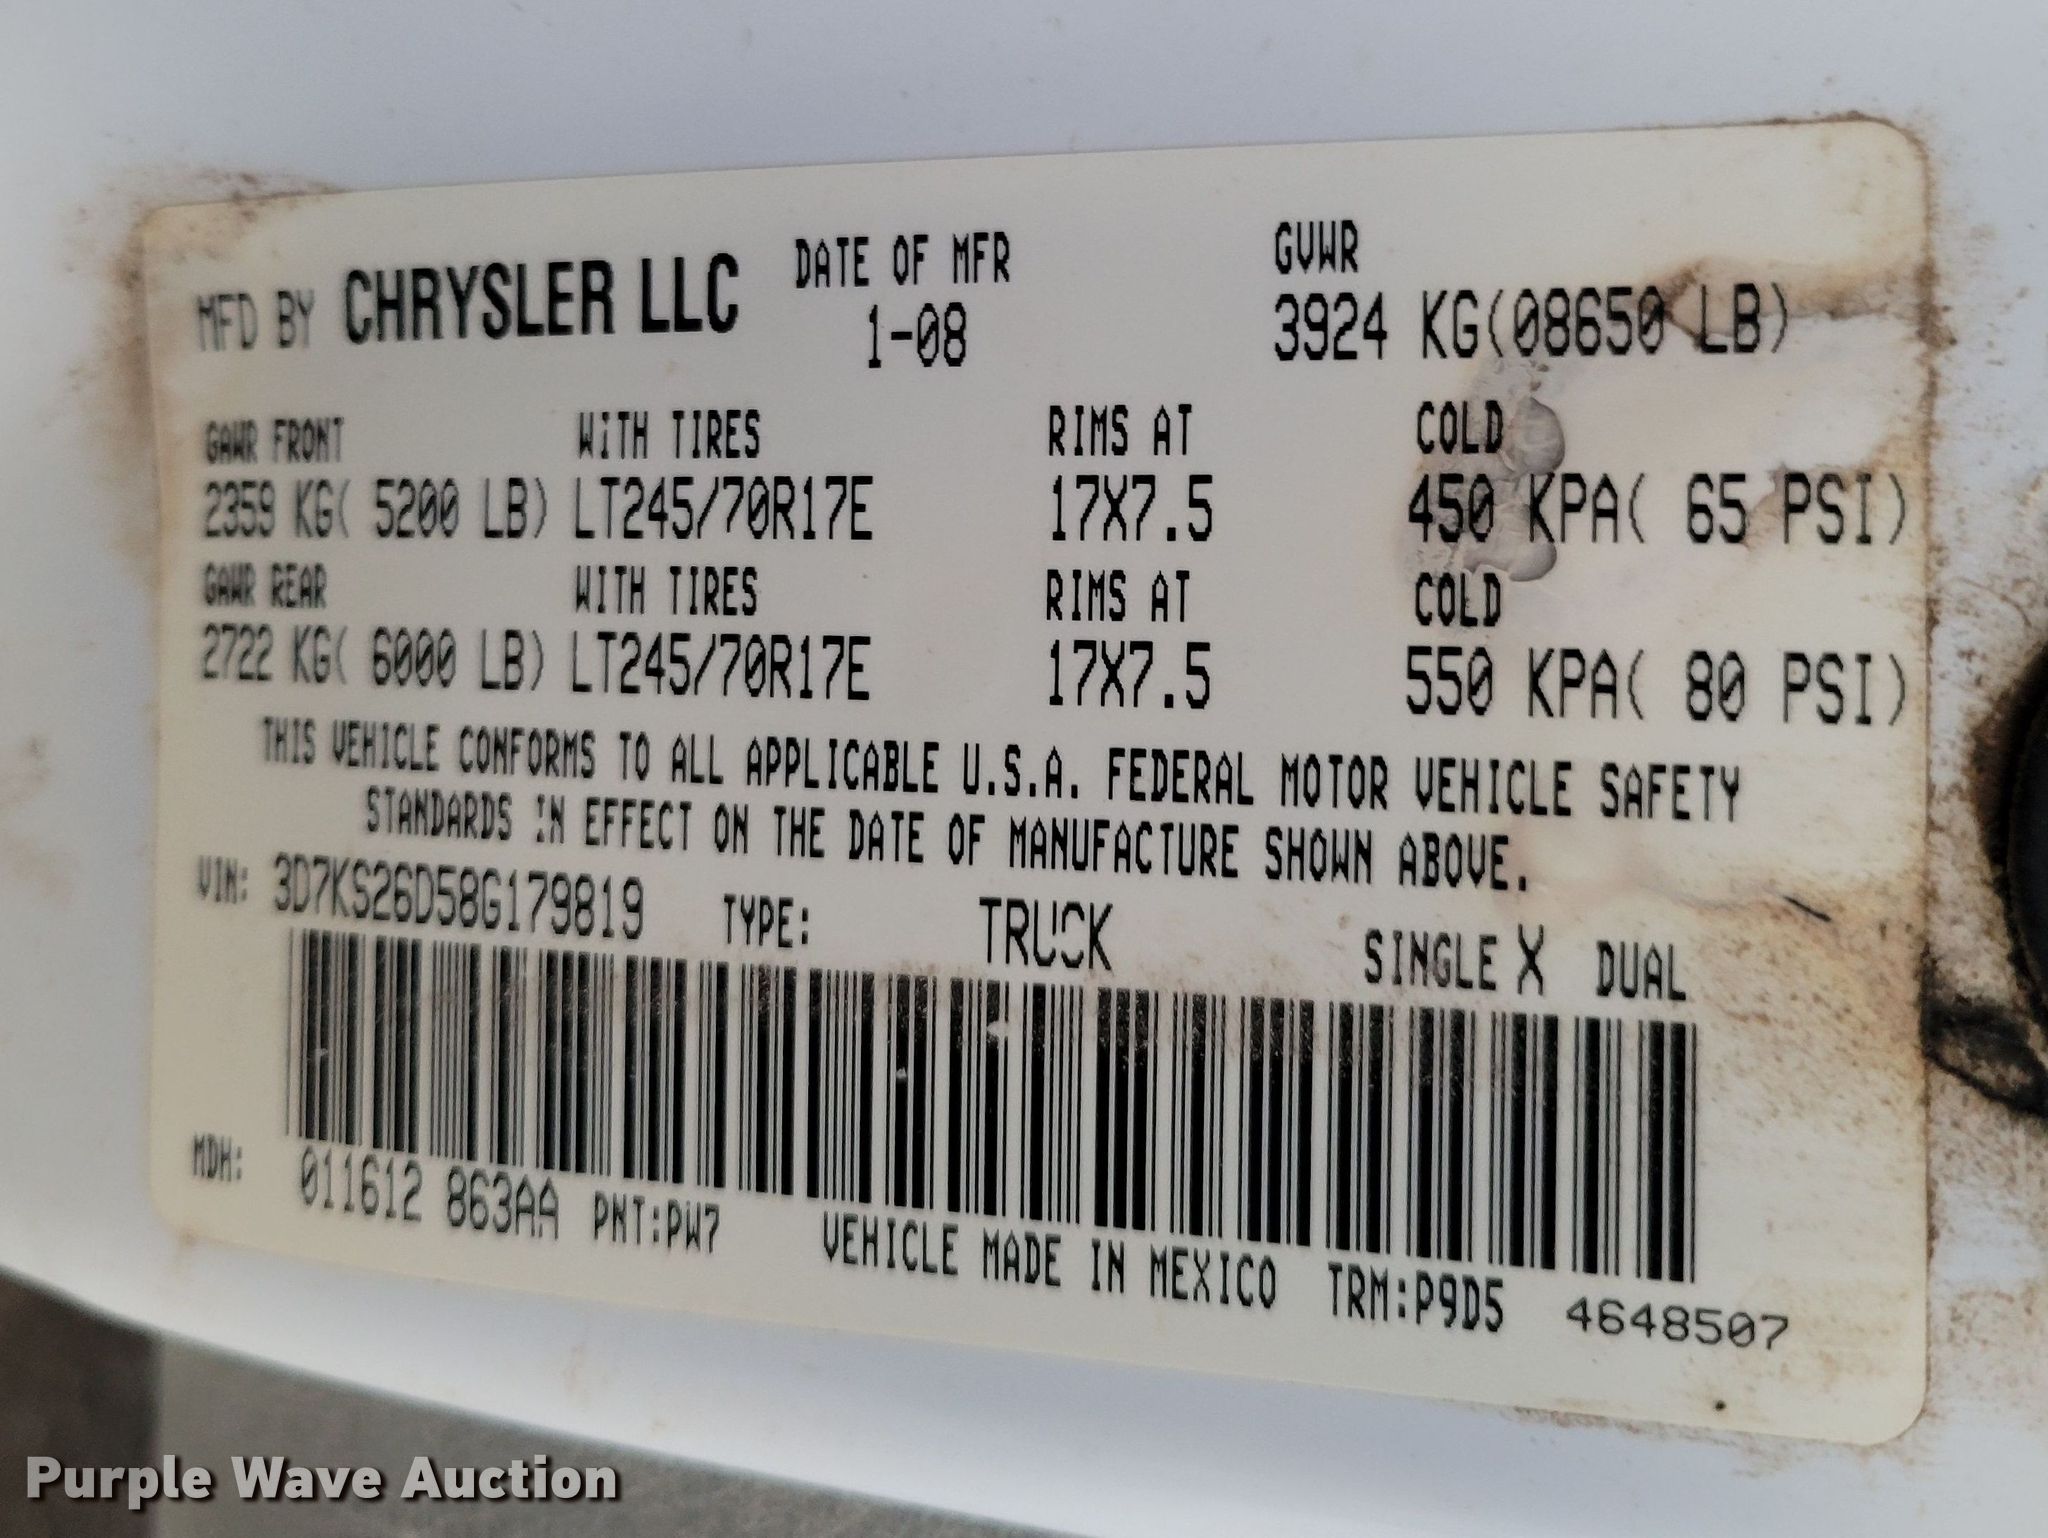 MFD BY CHRYSLER LLC DATE OF MFR GVWR
1-08 3924 KG(08650 LB)
GAWR FRONT WITH TIRES RIMS AT COLD
2359 KG( 5200 LB) LT245/70R17E 17X7.5 450 KPA( 65 PSI)
GAWR REAR WITH TIRES RIMS AT COLD
2722 KG( 6000 LB) LT245/70R17E 17X7.5 550 KPA( 80 PSI)
THIS VEHICLE CONFORMS TO ALL APPLICABLE U.S.A. FEDERAL MOTOR VEHICLE SAFETY
STANDARDS IN EFFECT ON THE DATE OF MANUFACTURE SHOWN ABOVE.
VIN: 3D7KS26D58G179819 TYPE: TRUCK SINGLE X DUAL
MDH: 011612 863AA PNT:PW7 VEHICLE MADE IN MEXICO TRM:P9D5 4648507
Purple Wave Auction